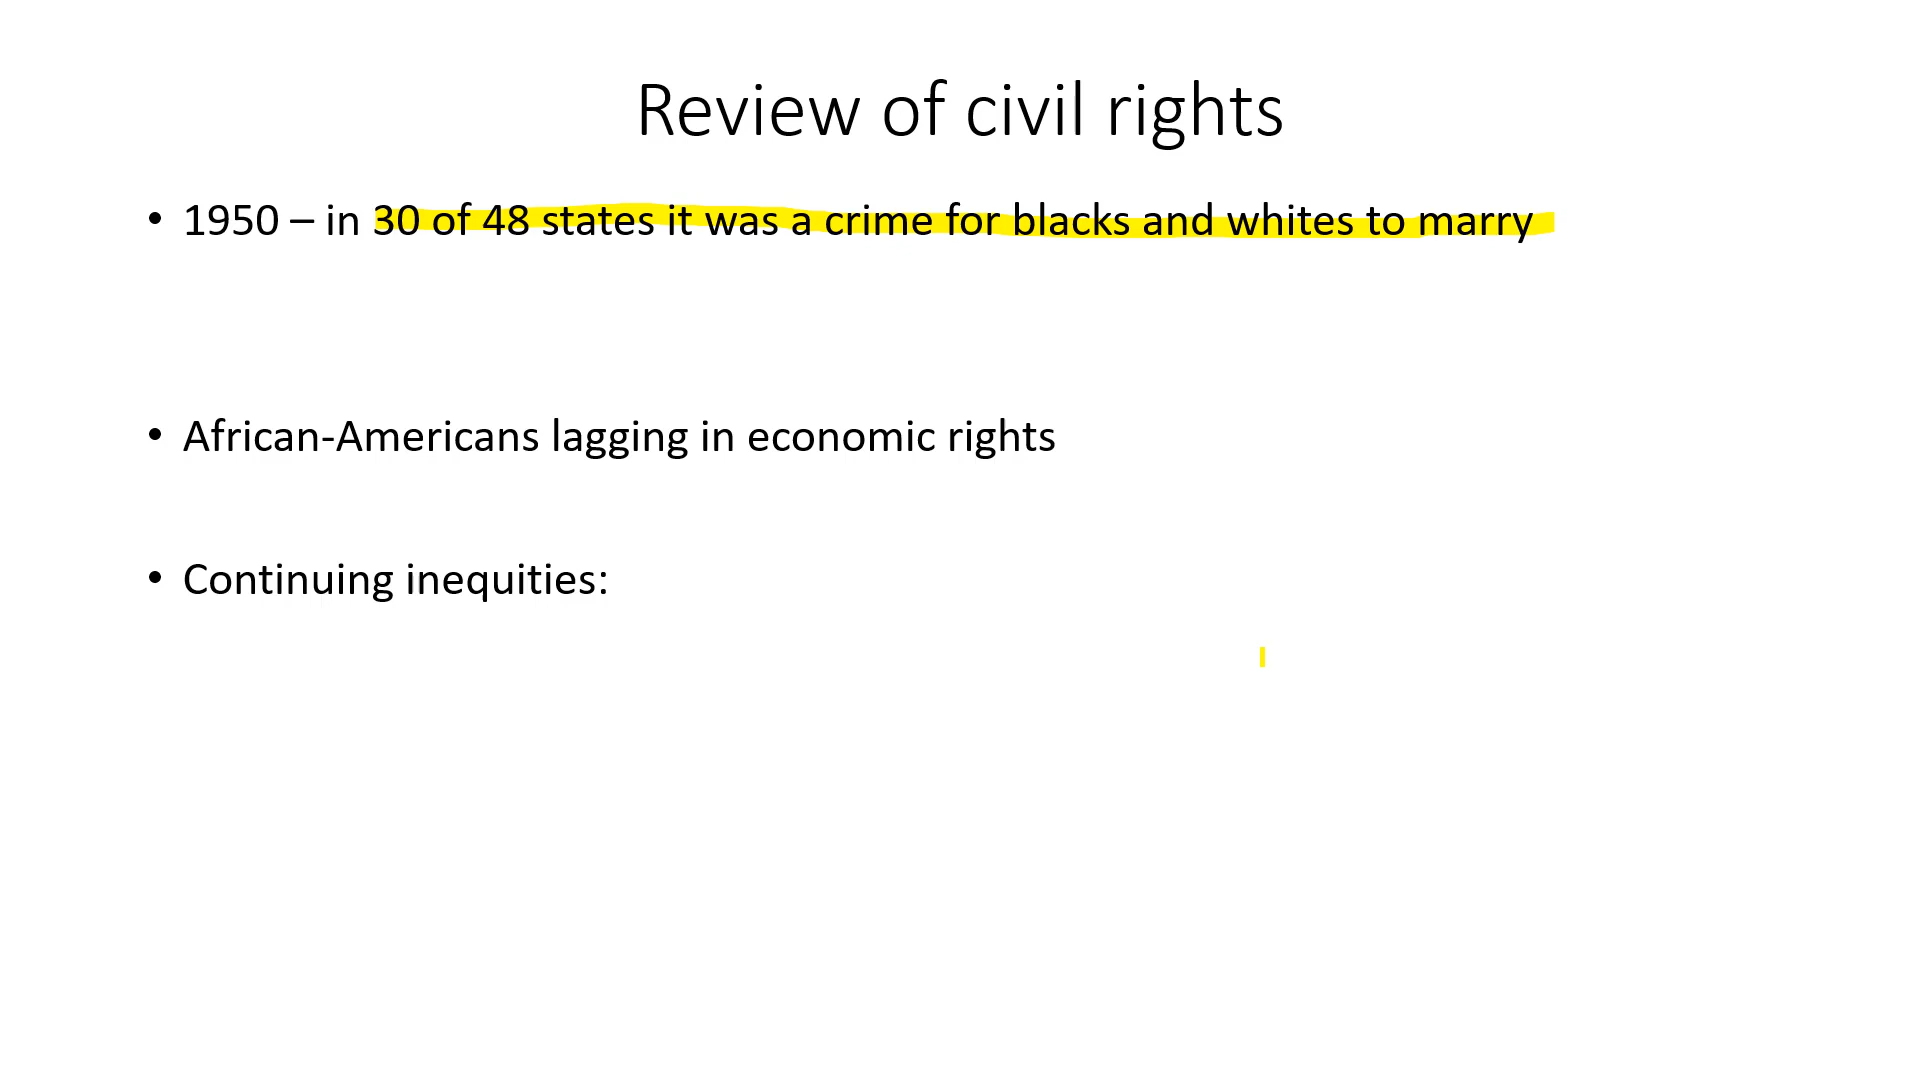 Review of civil rights
• 1950 – in 30 of 48 states it was a crime for blacks and whites to marry
• African-Americans lagging in economic rights
• Continuing inequities: